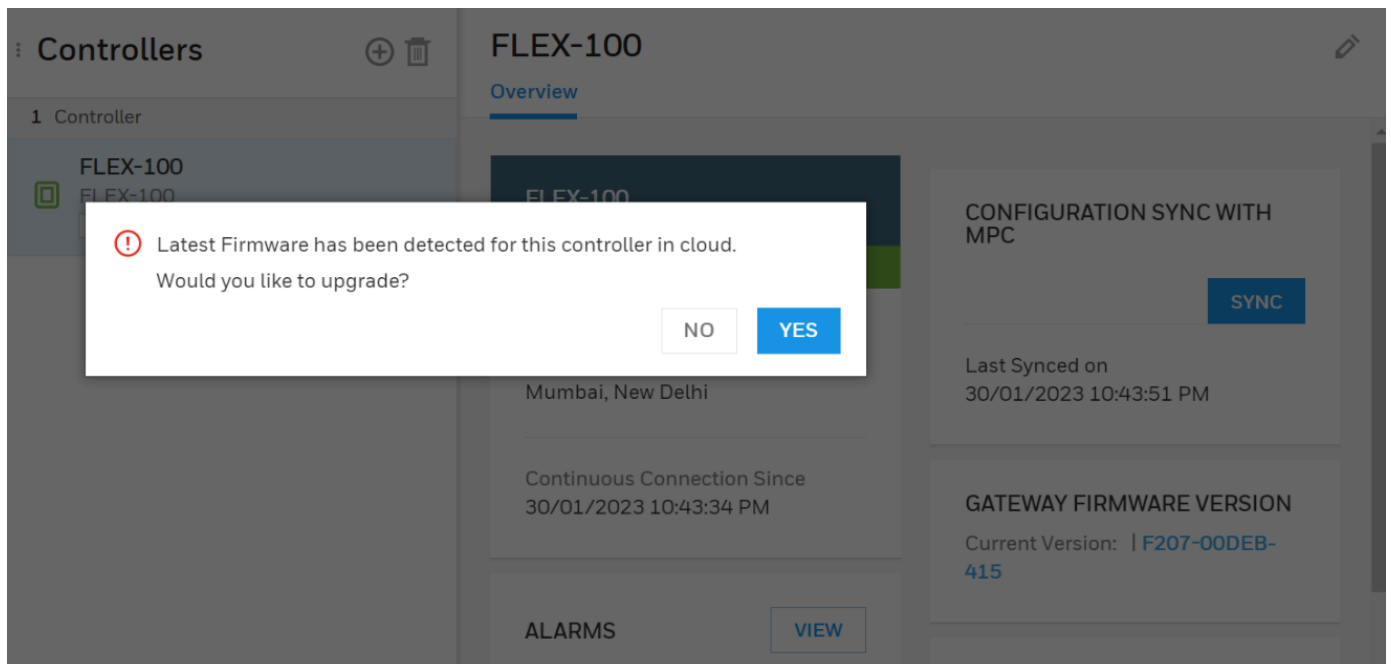 Controllers
1 Controller
FLEX-100
FLEX-100
FLEX-100
Overview
FLEX-100
Latest Firmware has been detected for this controller in cloud.
Would you like to upgrade?
NO
YES
Mumbai, New Delhi
Continuous Connection Since
30/01/2023 10:43:34 PM
ALARMS
VIEW
CONFIGURATION SYNC WITH
MPC
SYNC
Last Synced on
30/01/2023 10:43:51 PM
GATEWAY FIRMWARE VERSION
Current Version: | F207-00DEB-
415